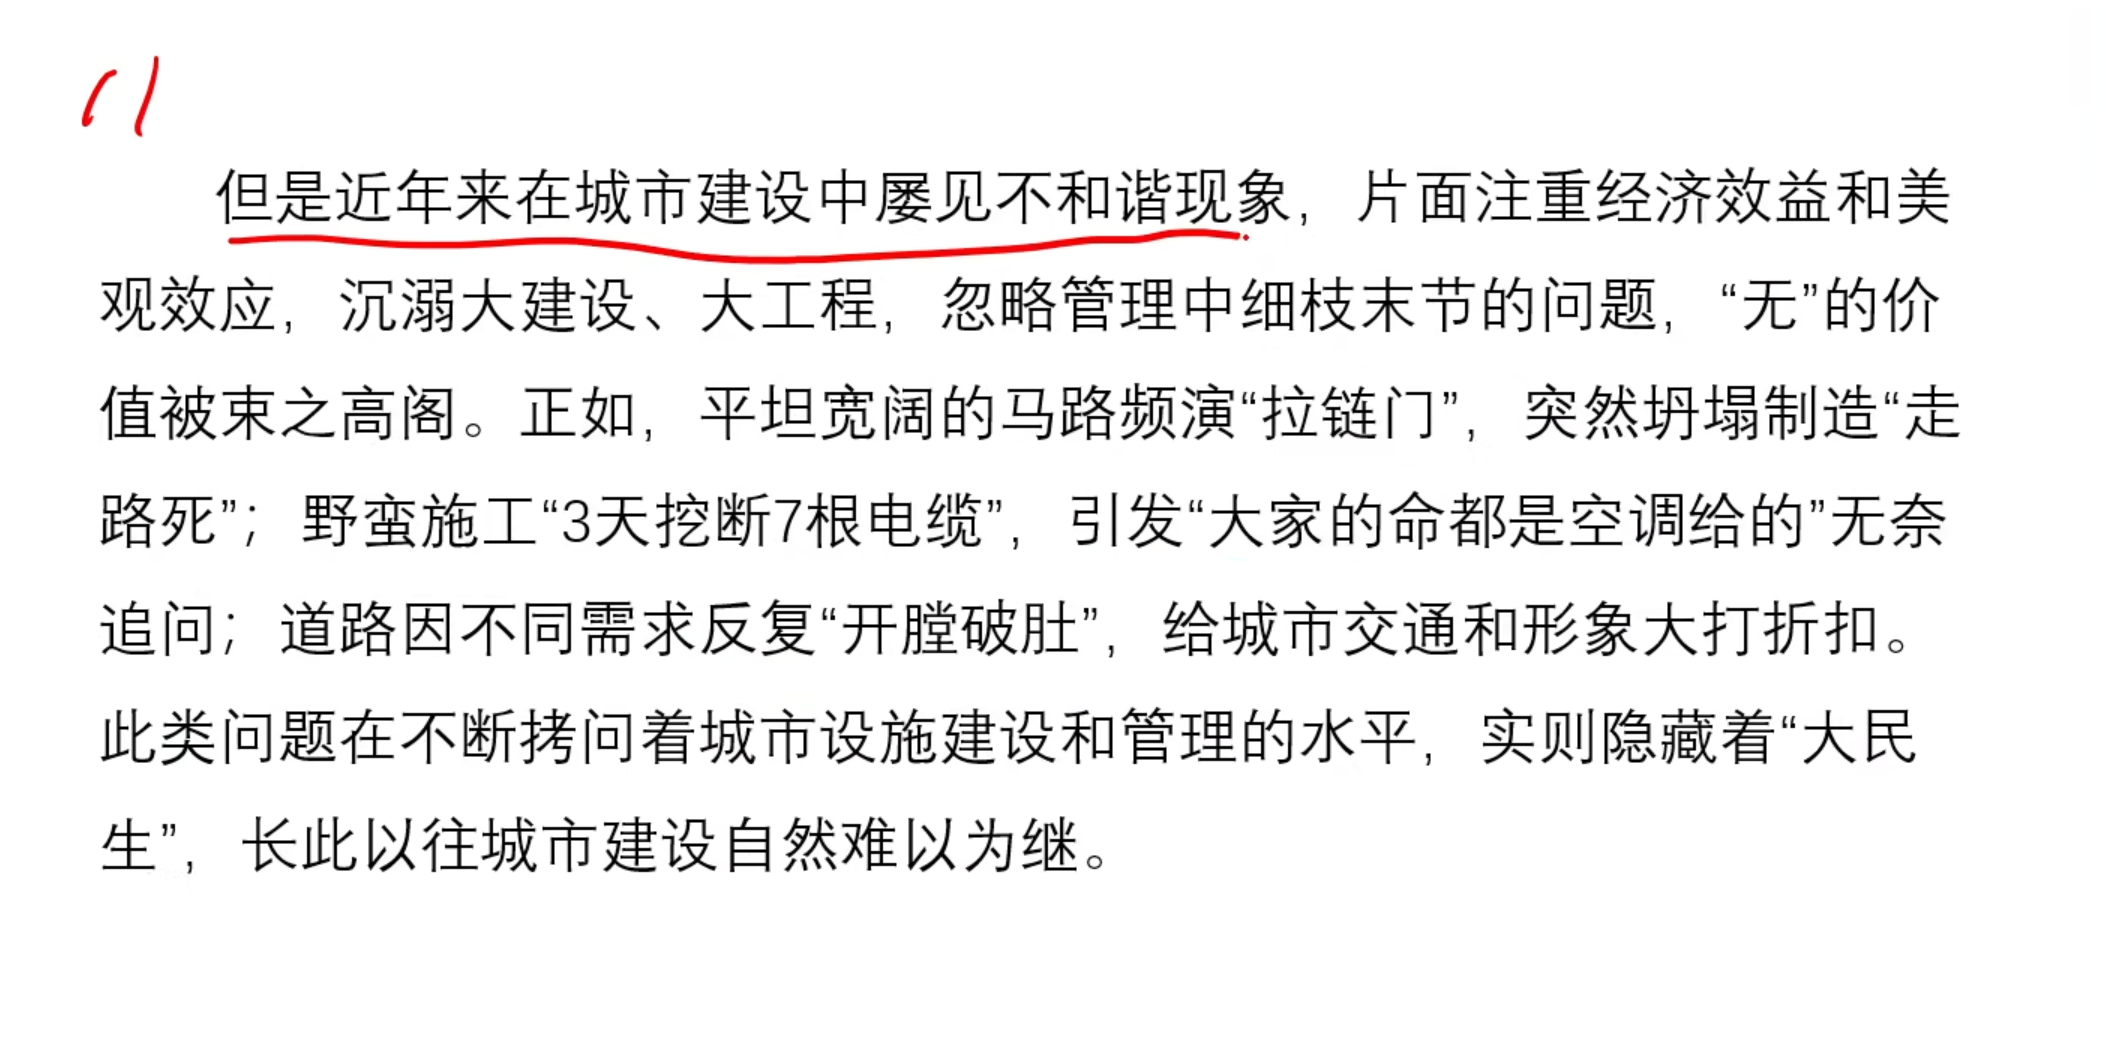 但是近年来在城市建设中屡见不和谐现象，片面注重经济效益和美
观效应，沉溺大建设、大工程，忽略管理中细枝末节的问题，“无”的价
值被束之高阁。正如，平坦宽阔的马路频演“拉链门”，突然坍塌制造“走
路死”；野蛮施工“3天挖断7根电缆”，引发“大家的命都是空调给的”无奈
追问；道路因不同需求反复“开膛破肚”，给城市交通和形象大打折扣。
此类问题在不断拷问着城市设施建设和管理的水平，实则隐藏着“大民
生”，长此以往城市建设自然难以为继。